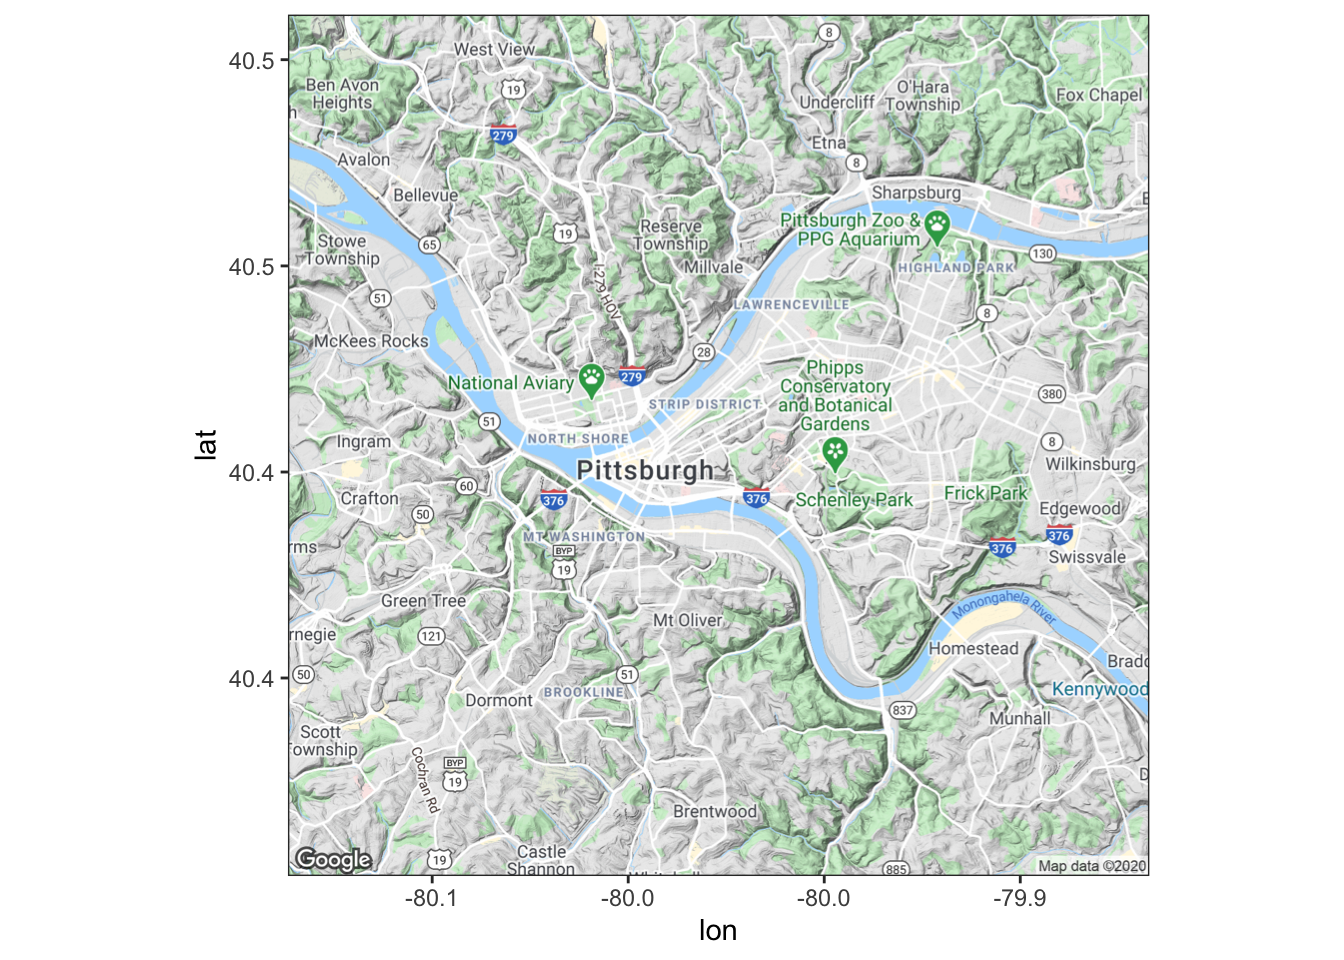 8
West View
40.5
Ben Avon
Heights
19
O'Hara
Township
Undercliff
Fox Chapel
n
279
Etna
Avalon
8
Bellevue
Sharpsburg
E
Pittsburgh Zoo &
PPG Aquarium
Stowe
Township
65
19
Reserve
Township
130
40.5
Millvale
HIGHLAND PARK
I-279 HOV
51
LAWRENCEVILLE
8
McKees Rocks
28
National Aviary
279
Phipps
Conservatory
and Botanical
Gardens
380
STRIP DISTRICT
51
lat
Ingram
NORTH SHORE
8
Wilkinsburg
40.4
Pittsburgh
60
Crafton
376
376
Schenley Park
Frick Park
50
Edgewood
MT WASHINGTON
376
376
rms
BYP
19
Swissvale
Green Tree
Monongahela River
Mt Oliver
rnegie
121
Homestead
Bradd
50
51
40.4
Kennywood
Dormont
BROOKLINE
837
Munhall
Scott
Township
Cochran Rd
BYP
19
D
Brentwood
Castle
Shannon
19
Google
885
Map data ©2020
-80.1
-80.0
-80.0
-79.9
lon